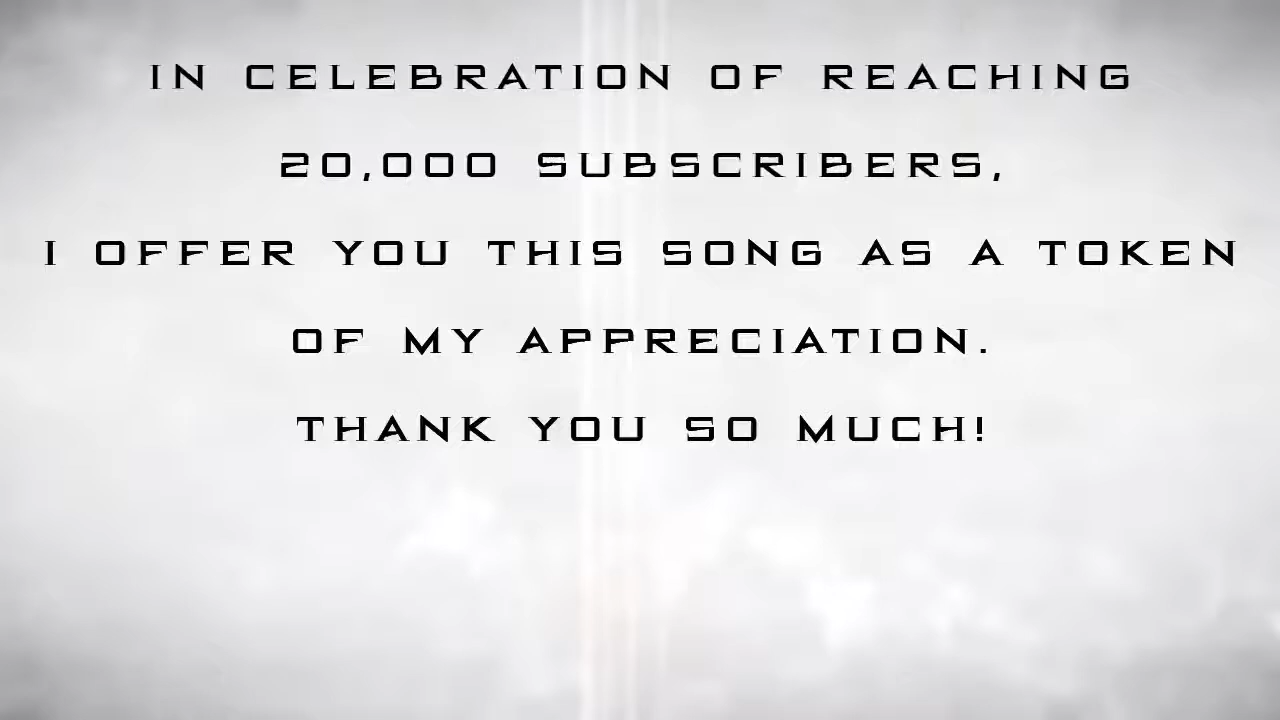 IN CELEBRATION OF REACHING
20,000 SUBSCRIBERS,
I OFFER YOU THIS SONG AS A TOKEN
OF MY APPRECIATION.
THANK YOU SO MUCH!